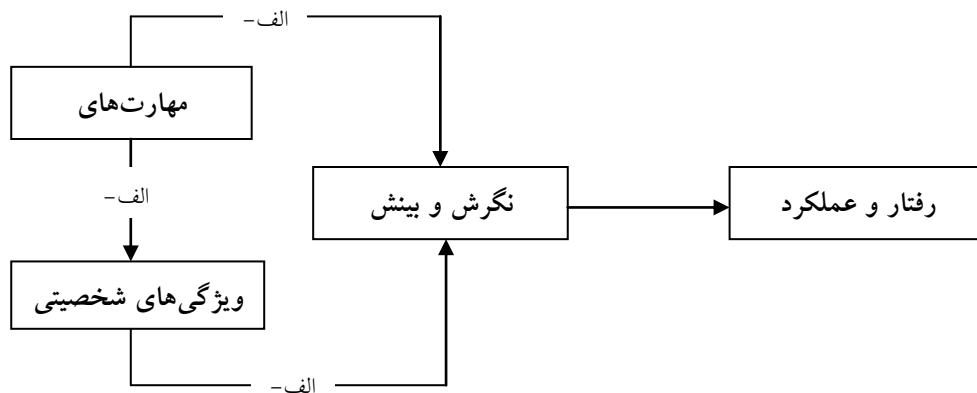 الف-
مهارت‌های
الف-
نگرش و بینش
رفتار و عملکرد
ویژگی‌های شخصیتی
الف-